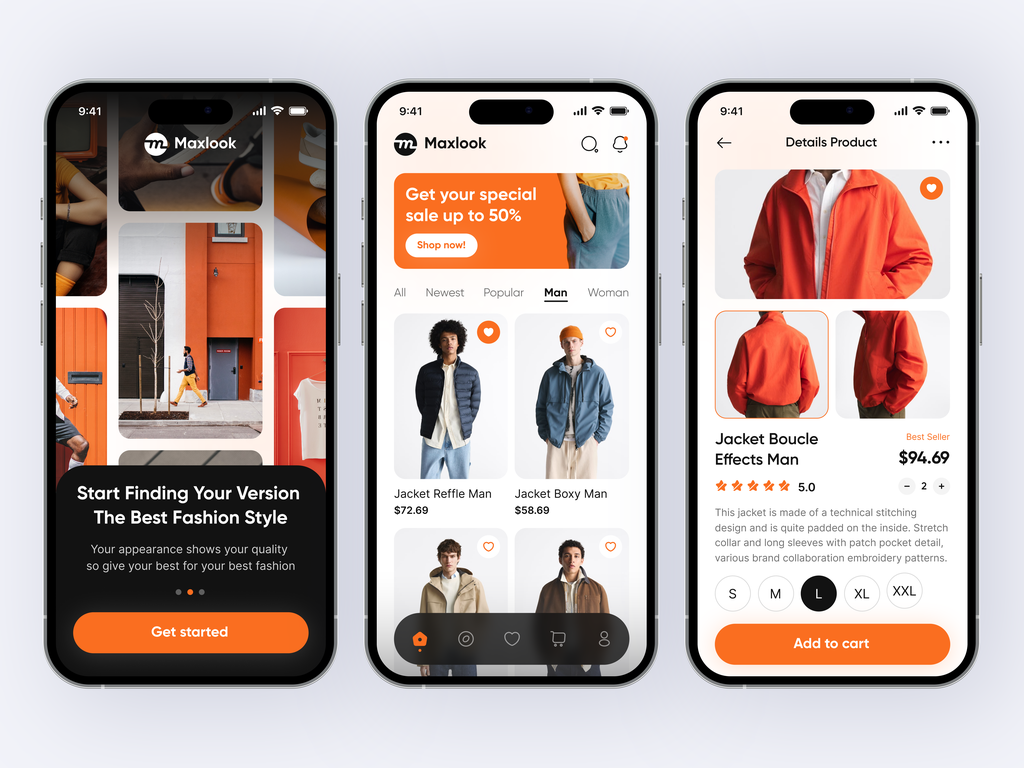 9:41
Maxlook
Start Finding Your Version
The Best Fashion Style
Your appearance shows your quality
so give your best for your best fashion
Get started
9:41
Maxlook
Get your special
sale up to 50%
Shop now!
All Newest Popular Man Woman
Jacket Reffle Man
$72.69
Jacket Boxy Man
$58.69
9:41
Details Product
Jacket Boucle
Effects Man
Best Seller
$94.69
5.0
− 2 +
This jacket is made of a technical stitching
design and is quite padded on the inside. Stretch
collar and long sleeves with patch pocket detail,
various brand collaboration embroidery patterns.
S M L XL XXL
Add to cart